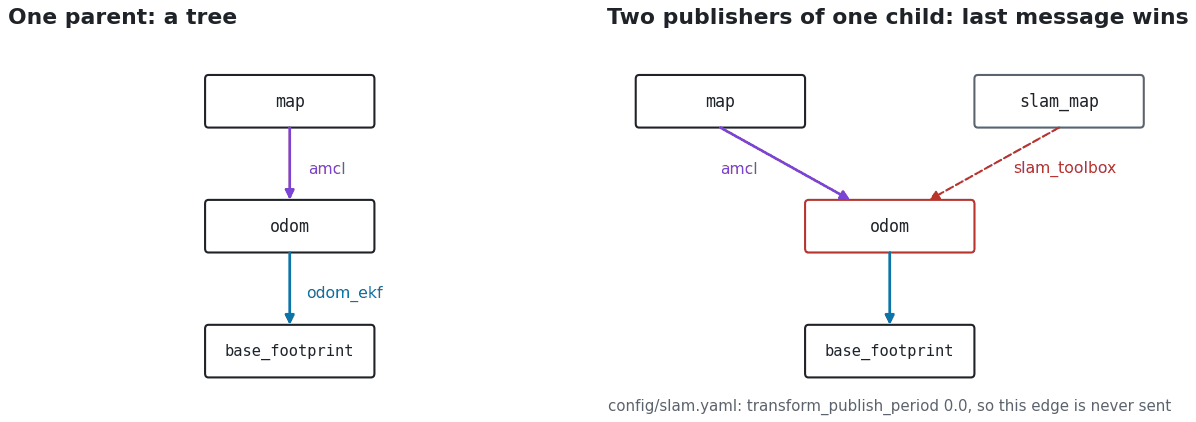 One parent: a tree
map
amcl
odom
odom_ekf
base_footprint
Two publishers of one child: last message wins
map
slam_map
amcl
slam_toolbox
odom
base_footprint
config/slam.yaml: transform_publish_period 0.0, so this edge is never sent